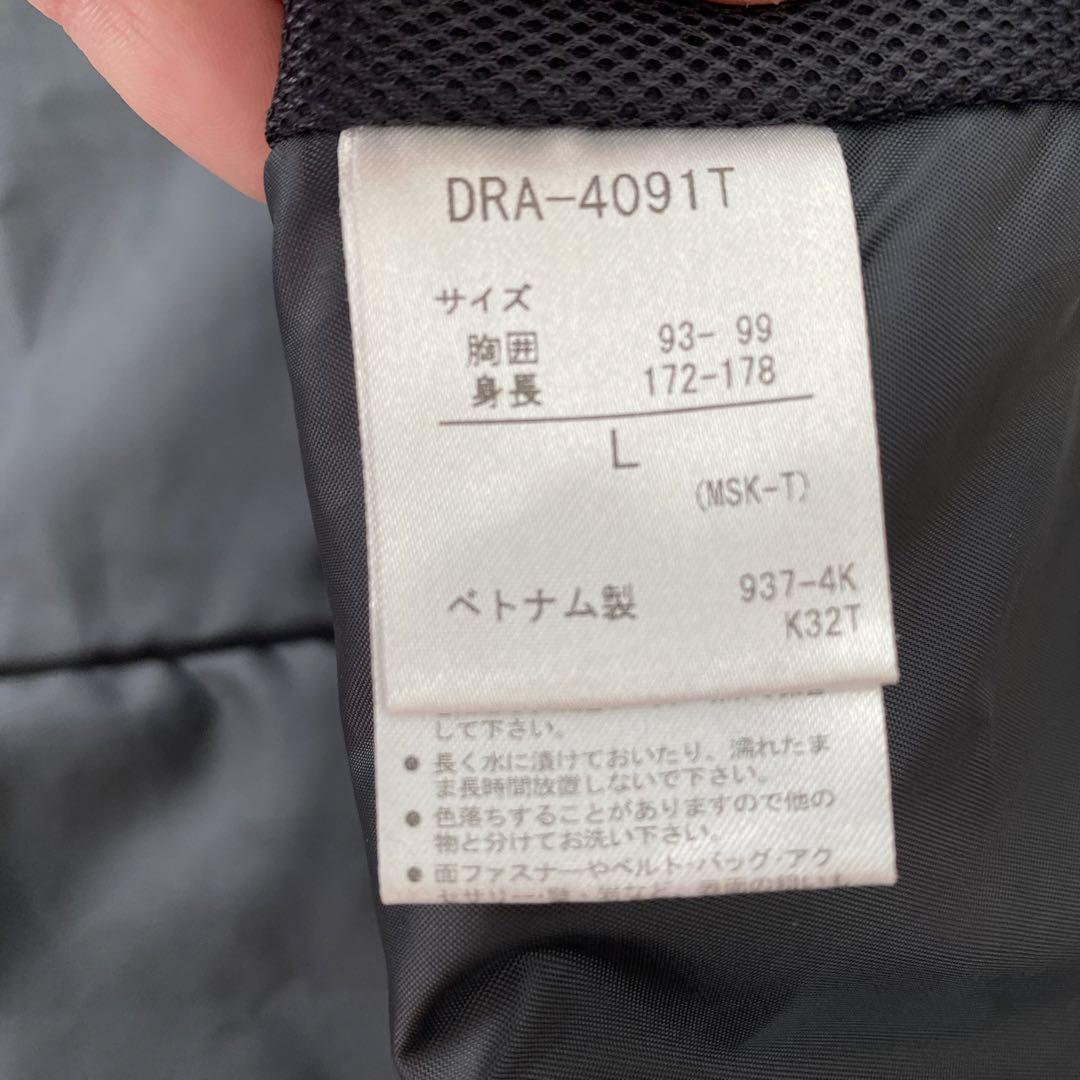 DRA-4091T
サイズ
胸囲 93- 99
身長 172-178
L
(MSK-T)
ベトナム製 937-4K
K32T
して下さい。
● 長く水に漬けておいたり、濡れたま
ま長時間放置しないで下さい。
● 色落ちすることがありますので他の
物と分けてお洗い下さい。
● 面ファスナーやベルト・バッグ・アク
セサリー・